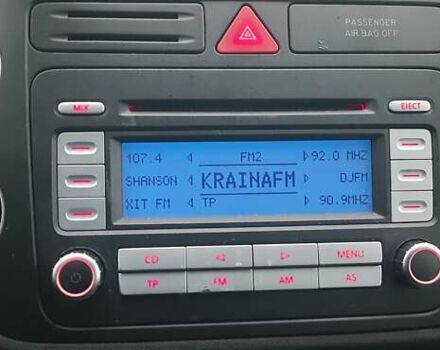 PASSENGER
AIR BAG OFF
MIX
EJECT
107.4 FM2 92.0 MHZ
SHANSON KRAINAFM DJFM
XIT FM TP 90.9MHZ
CD MENU
TP FM AM AS